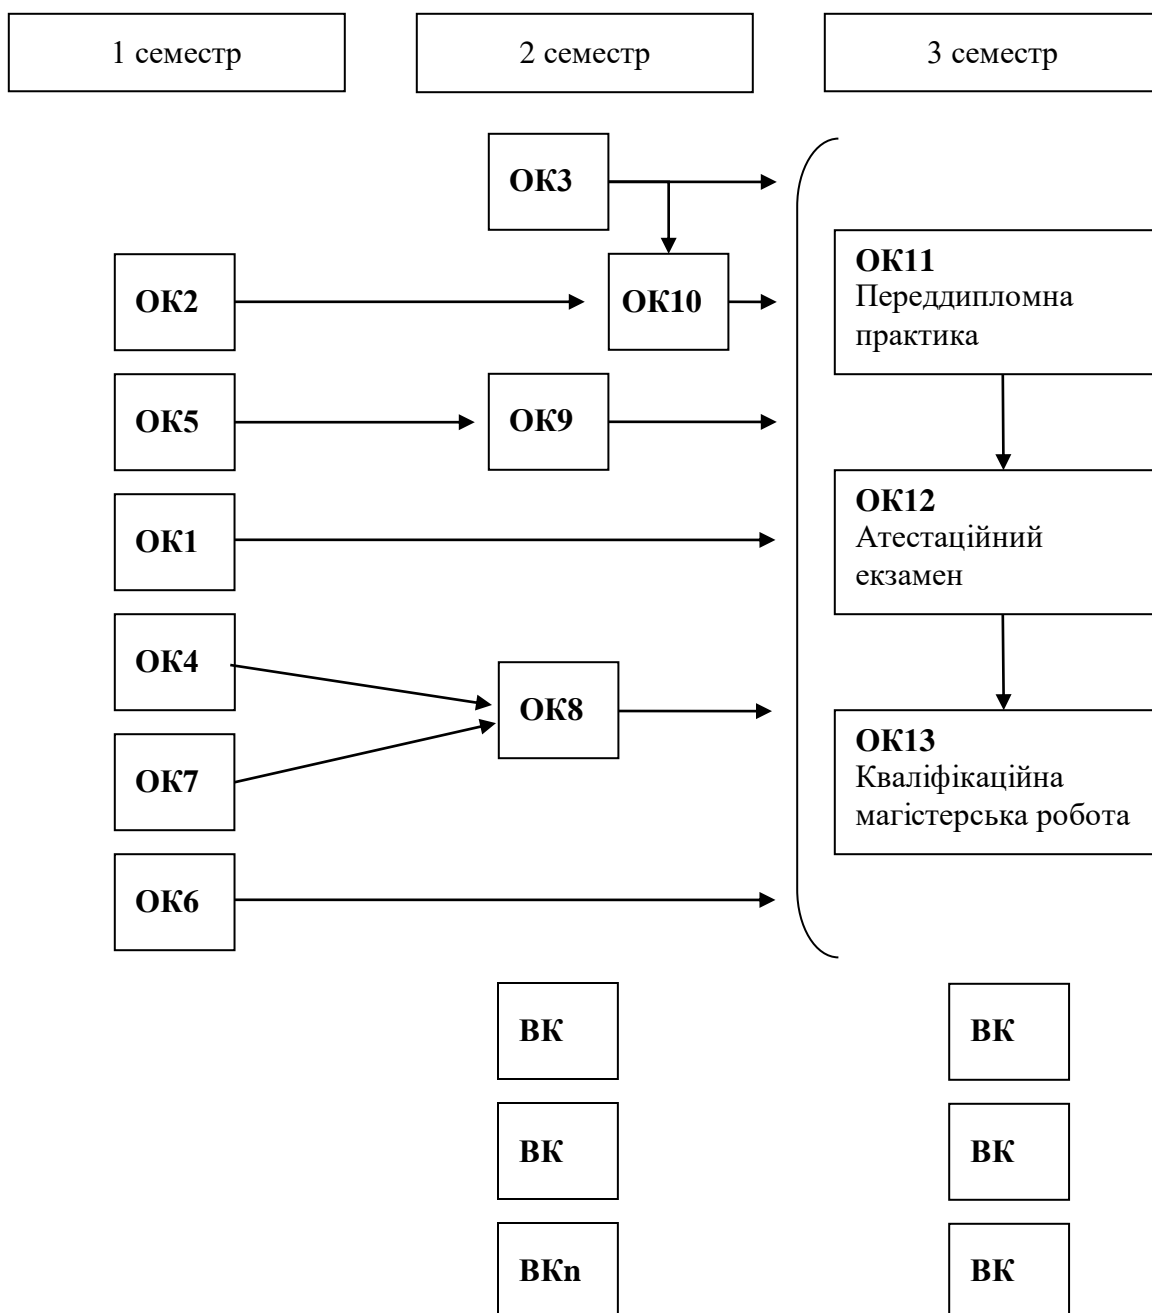 1 семестр
2 семестр
3 семестр
ОК3
ОК2
ОК10
ОК11
Переддипломна
практика
ОК5
ОК9
ОК1
ОК12
Атестаційний
екзамен
ОК4
ОК8
ОК7
ОК13
Кваліфікаційна
магістерська робота
ОК6
ВК
ВК
ВК
ВК
ВКn
ВК